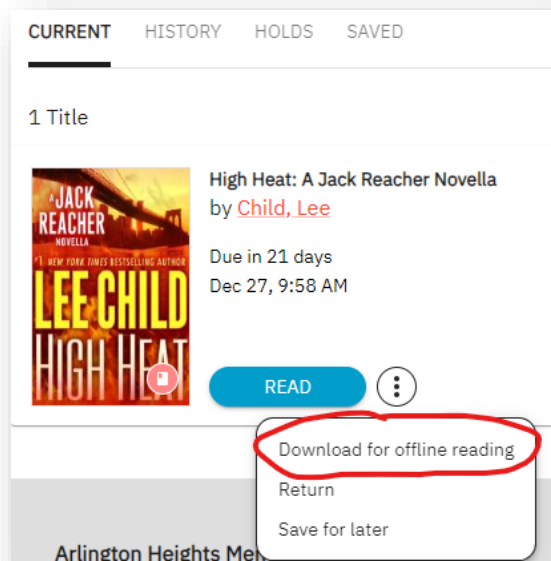 CURRENT HISTORY HOLDS SAVED
1 Title
A JACK
REACHER
NOVELLA
#1 NEW YORK TIMES BESTSELLING AUTHOR
LEE CHILD
HIGH HEAT
High Heat: A Jack Reacher Novella
by Child, Lee
Due in 21 days
Dec 27, 9:58 AM
READ
Download for offline reading
Return
Save for later
Arlington Heights Mem